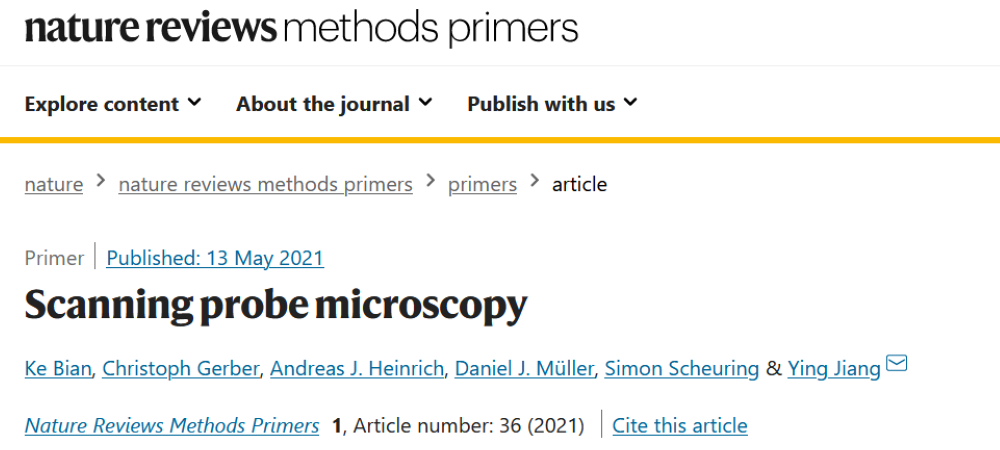 nature reviews methods primers
Explore content About the journal Publish with us
nature > nature reviews methods primers > primers > article
Primer | Published: 13 May 2021
Scanning probe microscopy
Ke Bian, Christoph Gerber, Andreas J. Heinrich, Daniel J. Müller, Simon Scheuring & Ying Jiang
Nature Reviews Methods Primers 1, Article number: 36 (2021) | Cite this article